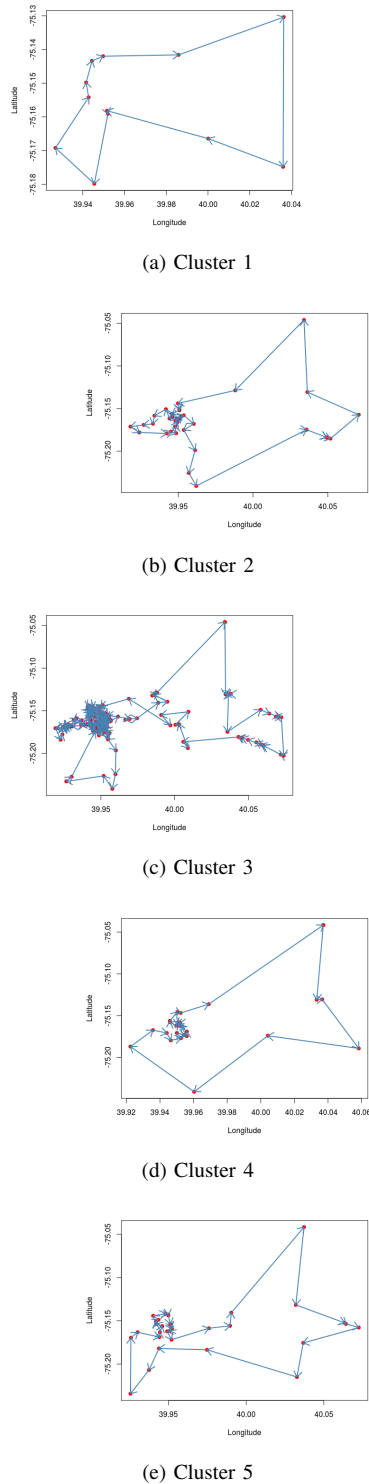 -75.13
-75.14
-75.15
-75.16
-75.17
-75.18
Latitude
39.94 39.96 39.98 40.00 40.02 40.04
Longitude
(a) Cluster 1
-75.05
-75.10
-75.15
-75.20
Latitude
39.95 40.00 40.05
Longitude
(b) Cluster 2
-75.05
-75.10
-75.15
-75.20
Latitude
39.95 40.00 40.05
Longitude
(c) Cluster 3
-75.05
-75.10
-75.15
-75.20
Latitude
39.92 39.94 39.96 39.98 40.00 40.02 40.04 40.06
Longitude
(d) Cluster 4
-75.05
-75.10
-75.15
-75.20
Latitude
39.95 40.00 40.05
Longitude
(e) Cluster 5